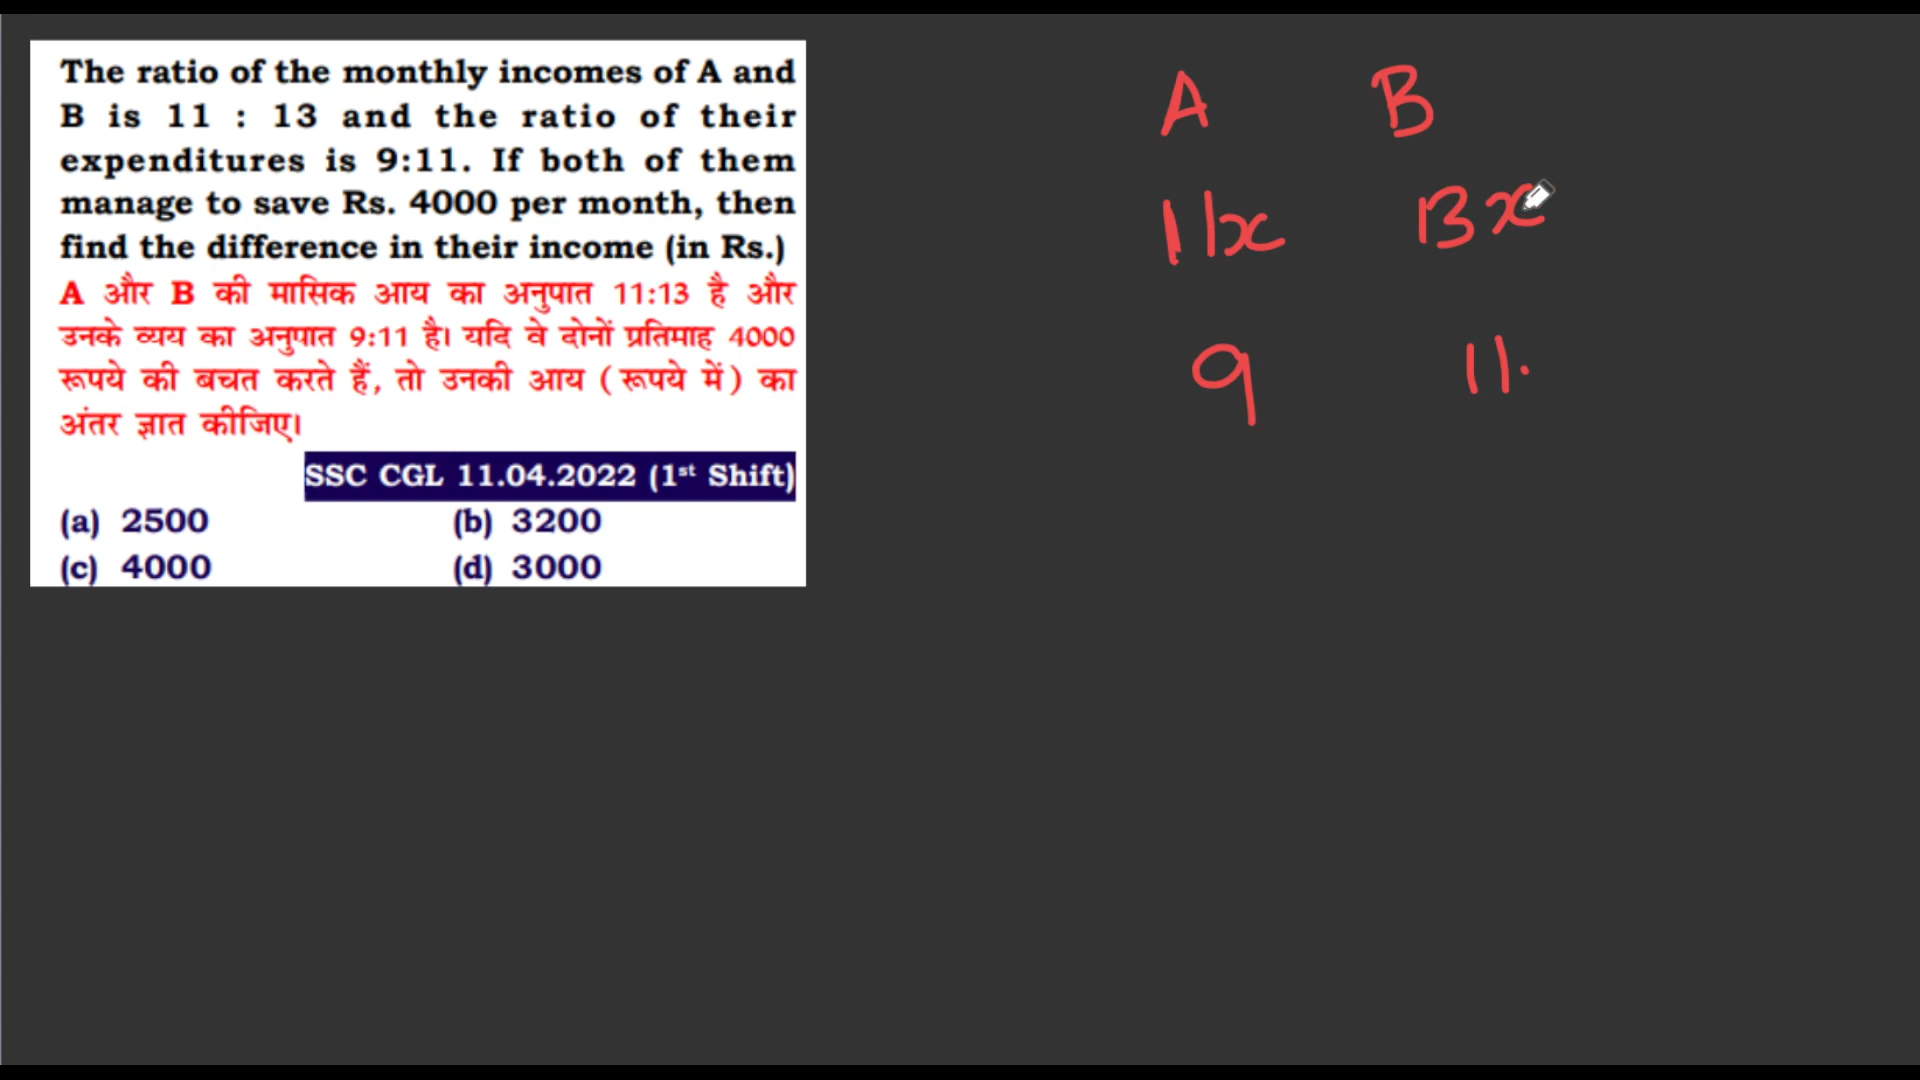 The ratio of the monthly incomes of A and
B is 11 : 13 and the ratio of their
expenditures is 9:11. If both of them
manage to save Rs. 4000 per month, then
find the difference in their income (in Rs.)
A और B की मासिक आय का अनुपात 11:13 है और
उनके व्यय का अनुपात 9:11 है। यदि वे दोनों प्रतिमाह 4000
रूपये की बचत करते हैं, तो उनकी आय (रूपये में) का
अंतर ज्ञात कीजिए।
SSC CGL 11.04.2022 (1st Shift)
(a) 2500 (b) 3200
(c) 4000 (d) 3000
A B
11x 13x
9 11.